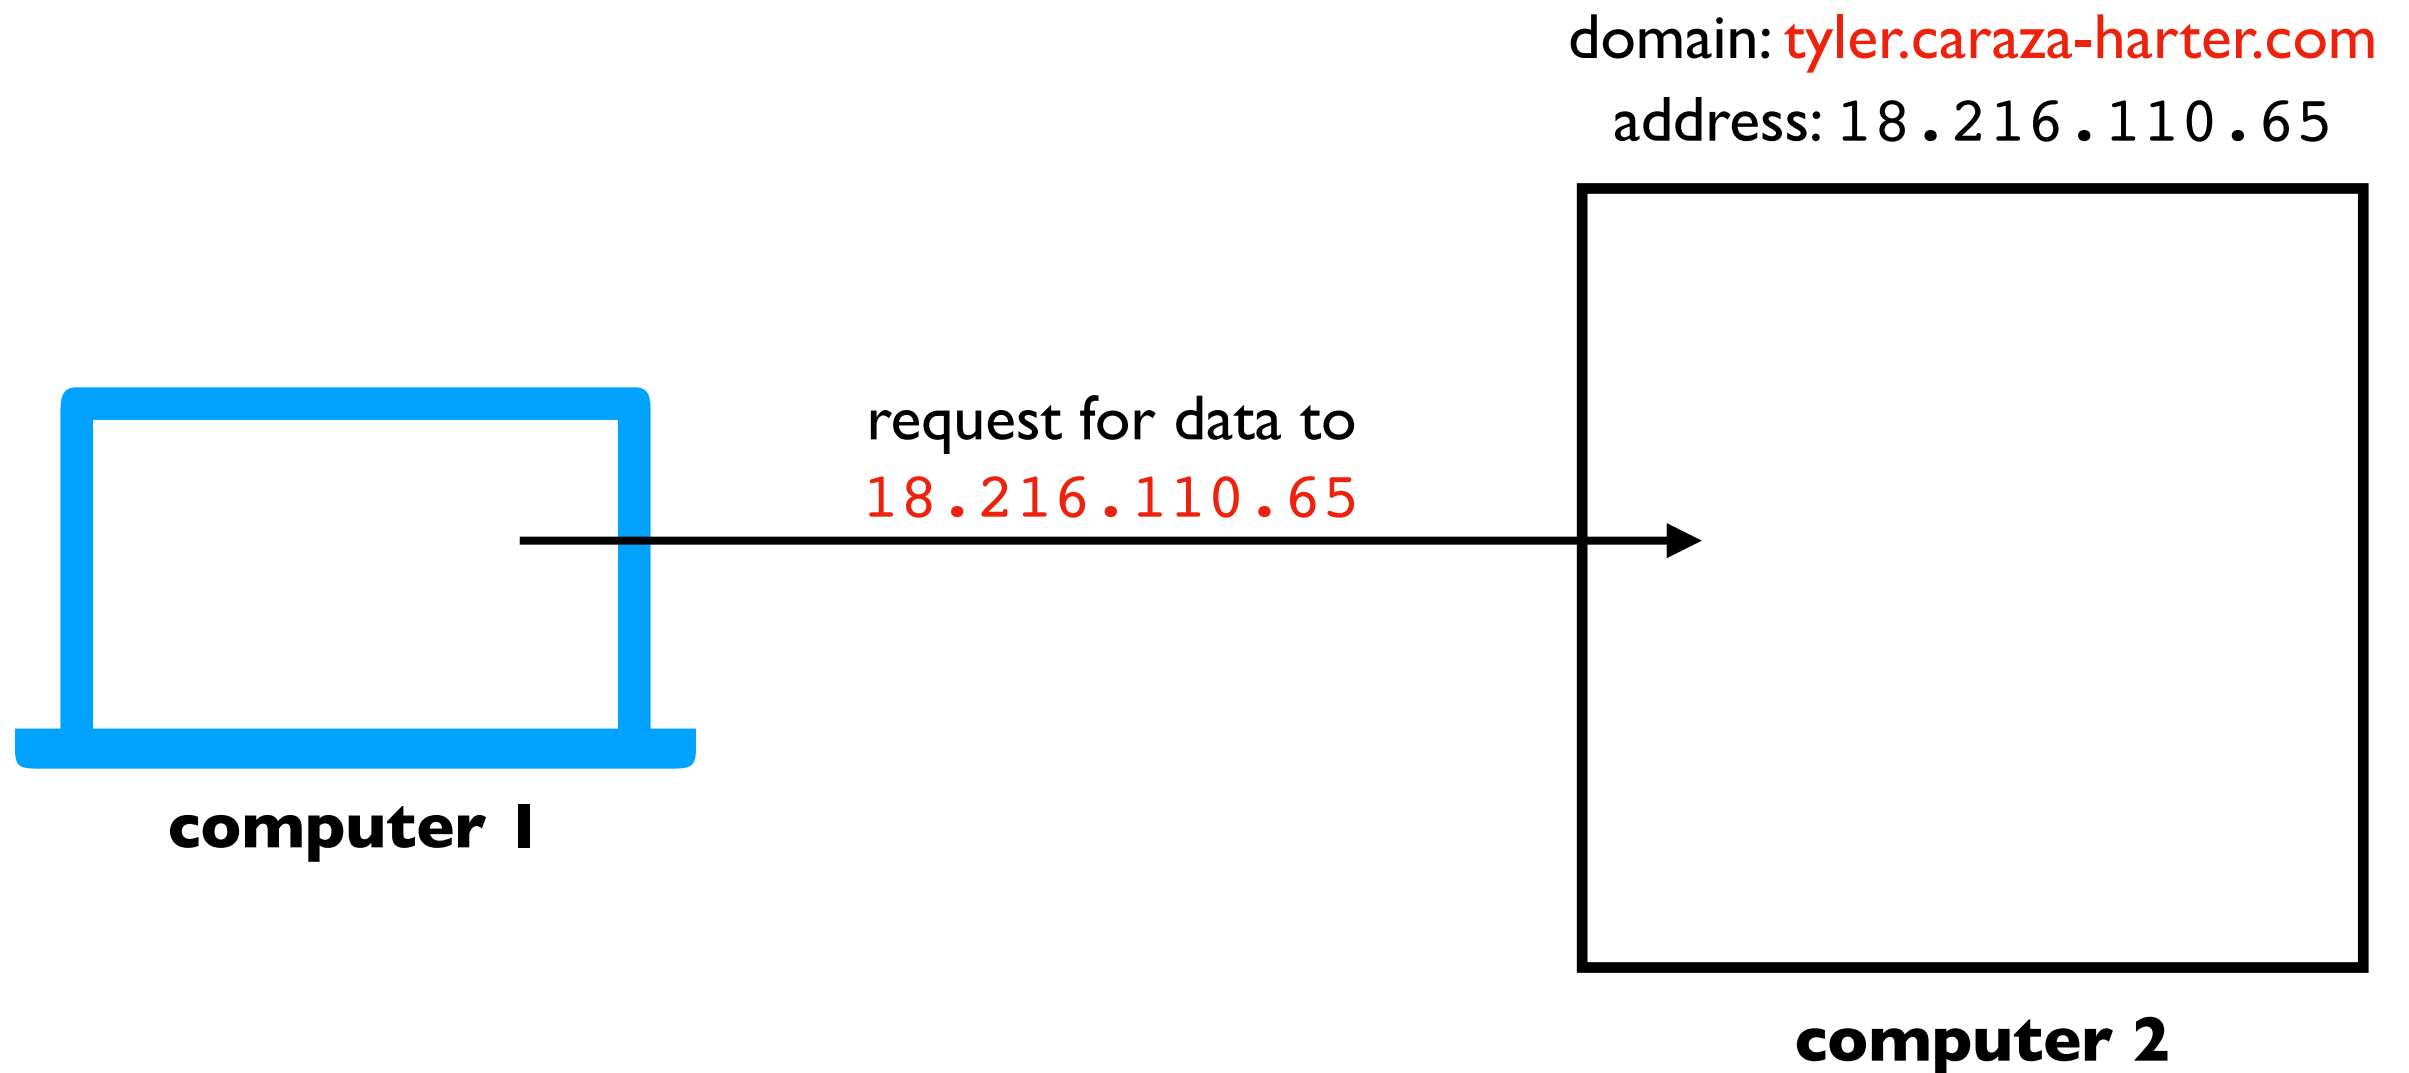 domain: tyler.caraza-harter.com
address: 18.216.110.65
request for data to
18.216.110.65
computer 1
computer 2